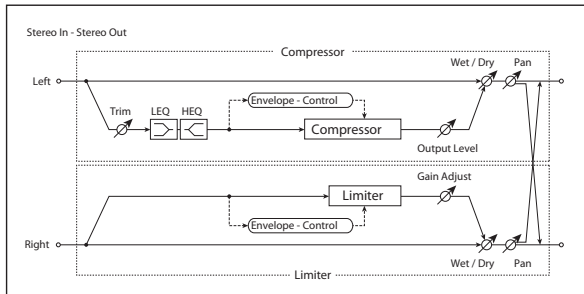 Stereo In - Stereo Out
Compressor
Wet / Dry
Pan
Left
Trim
LEQ
HEQ
Envelope - Control
Compressor
Output Level
Gain Adjust
Limiter
Envelope - Control
Right
Wet / Dry
Pan
Limiter